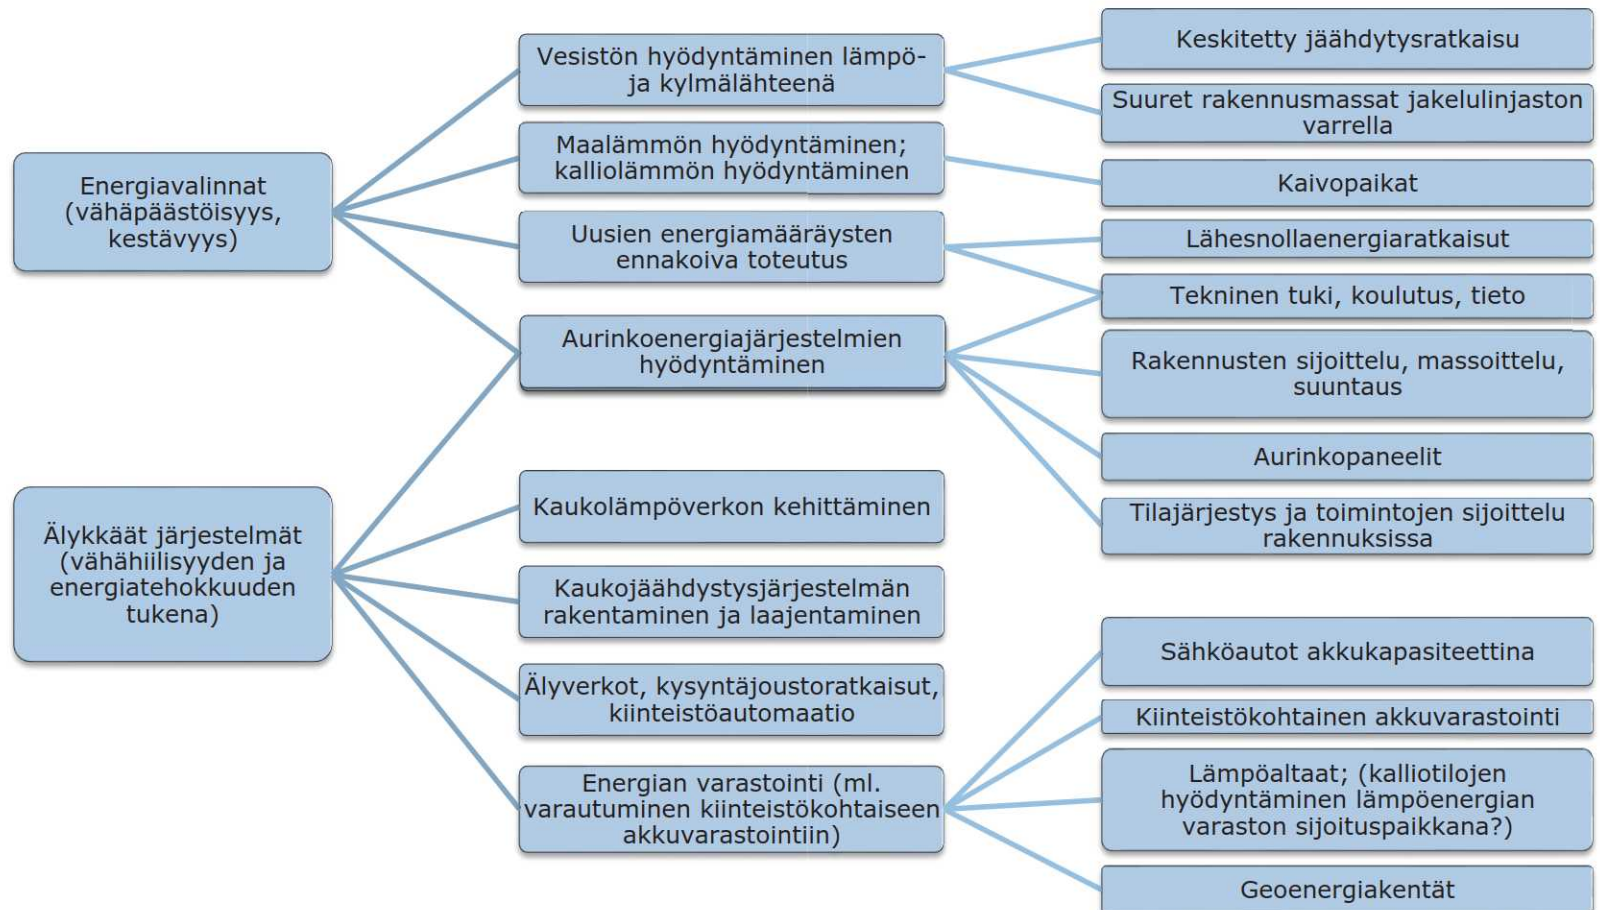 Energiavalinnat
(vähäpäästöisyys,
kestävyys)
Älykkäät järjestelmät
(vähähiilisyyden ja
energiatehokkuuden
tukena)
Vesistön hyödyntäminen lämpö-
ja kylmälähteenä
Maalämmön hyödyntäminen;
kalliolämmön hyödyntäminen
Uusien energiamääräysten
ennakoiva toteutus
Aurinkoenergiajärjestelmien
hyödyntäminen
Kaukolämpöverkon kehittäminen
Kaukojäähdystysjärjestelmän
rakentaminen ja laajentaminen
Älyverkot, kysyntäjoustoratkaisut,
kiinteistöautomaatio
Energian varastointi (ml.
varautuminen kiinteistökohtaiseen
akkuvarastointiin)
Keskitetty jäähdytysratkaisu
Suuret rakennusmassat jakelulinjaston
varrella
Kaivopaikat
Lähesnollaenergiaratkaisut
Tekninen tuki, koulutus, tieto
Rakennusten sijoittelu, massoittelu,
suuntaus
Aurinkopaneelit
Tilajärjestys ja toimintojen sijoittelu
rakennuksissa
Sähköautot akkukapasiteettina
Kiinteistökohtainen akkuvarastointi
Lämpöaltaat; (kalliotilojen
hyödyntäminen lämpöenergian
varaston sijoituspaikkana?)
Geoenergiakentät